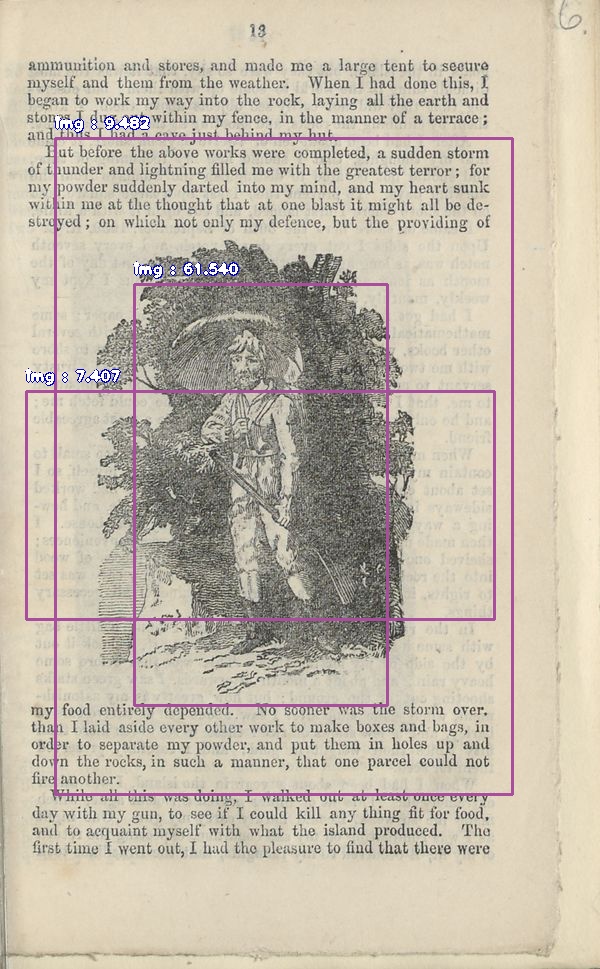 13
6.
ammunition and stores, and made me a large tent to secure
myself and them from the weather. When I had done this, I
began to work my way into the rock, laying all the earth and
stones I dug out within my fence, in the manner of a terrace;
and thus I had a cave just behind my hut.
img : 9.482
But before the above works were completed, a sudden storm
of thunder and lightning filled me with the greatest terror; for
my powder suddenly darted into my mind, and my heart sunk
within me at the thought that at one blast it might all be de-
stroyed; on which not only my defence, but the providing of
img : 61.540
img : 7.407
my food entirely depended. No sooner was the storm over,
than I laid aside every other work to make boxes and bags, in
order to separate my powder, and put them in holes up and
down the rocks, in such a manner, that one parcel could not
fire another.
While all this was doing, I walked out at least once every
day with my gun, to see if I could kill any thing fit for food,
and to acquaint myself with what the island produced. The
first time I went out, I had the pleasure to find that there were